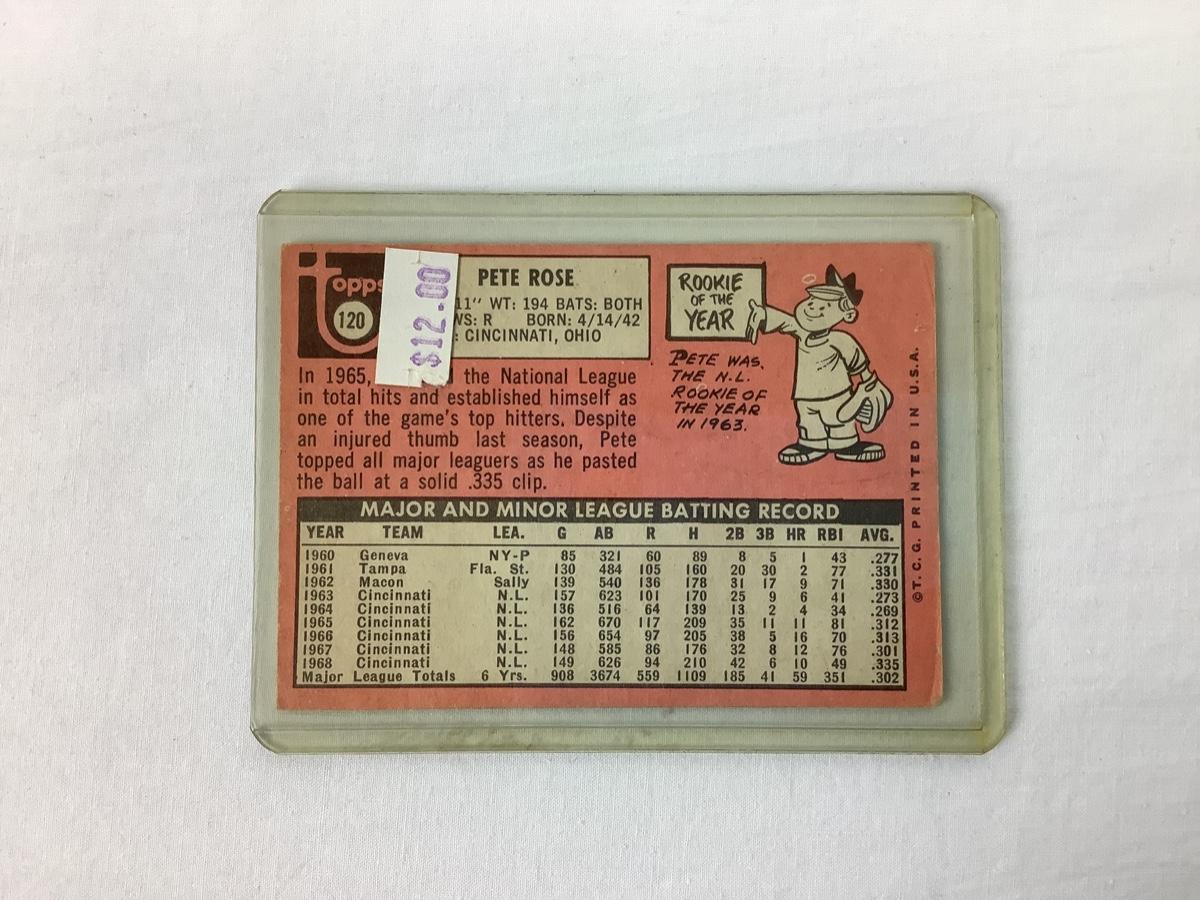 Topps
120
$12.00
PETE ROSE
11" WT: 194 BATS: BOTH
WS: R BORN: 4/14/42
: CINCINNATI, OHIO
In 1965, the National League
in total hits and established himself as
one of the game's top hitters. Despite
an injured thumb last season, Pete
topped all major leaguers as he pasted
the ball at a solid .335 clip.
ROOKIE
OF THE
YEAR
PETE WAS
THE N.L.
ROOKIE OF
THE YEAR
IN 1963.
MAJOR AND MINOR LEAGUE BATTING RECORD
YEAR TEAM LEA. G AB R H 2B 3B HR RBI AVG.
1960 Geneva NY-P 85 321 60 89 8 5 1 43 .277
1961 Tampa Fla. St. 130 484 105 160 20 30 2 77 .331
1962 Macon Sally 139 540 136 178 31 17 9 71 .330
1963 Cincinnati N.L. 157 623 101 170 25 9 6 41 .273
1964 Cincinnati N.L. 136 516 64 139 13 2 4 34 .269
1965 Cincinnati N.L. 162 670 117 209 35 11 11 81 .312
1966 Cincinnati N.L. 156 654 97 205 38 5 16 70 .313
1967 Cincinnati N.L. 148 585 86 176 32 8 12 76 .301
1968 Cincinnati N.L. 149 626 94 210 42 6 10 49 .335
Major League Totals 6 Yrs. 908 3674 559 1109 185 41 59 351 .302
©T.C.G. PRINTED IN U.S.A.